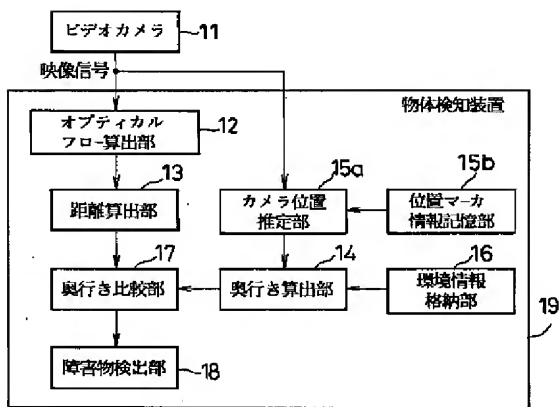 ビデオカメラ
11
映像信号
物体検知装置
オプティカル
フロー算出部
12
13
15a
15b
距離算出部
カメラ位置
推定部
位置マーカ
情報記憶部
17
14
16
奥行き比較部
奥行き算出部
環境情報
格納部
19
障害物検出部
18